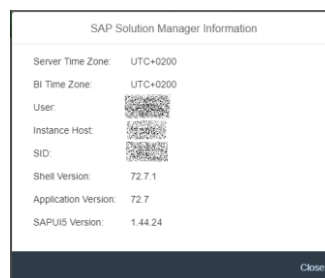 SAP Solution Manager Information
Server Time Zone: UTC+0200
BI Time Zone: UTC+0200
User:
Instance Host:
SID:
Shell Version: 72.7.1
Application Version: 72.7
SAPUI5 Version: 1.44.24
Close